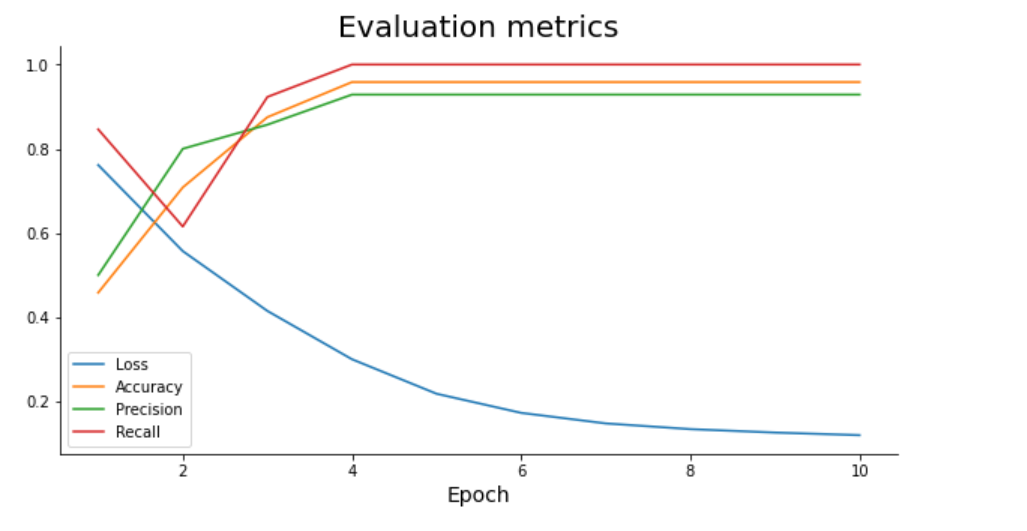 Evaluation metrics
1.0
0.8
0.6
0.4
0.2
Loss
Accuracy
Precision
Recall
2 4 6 8 10
Epoch